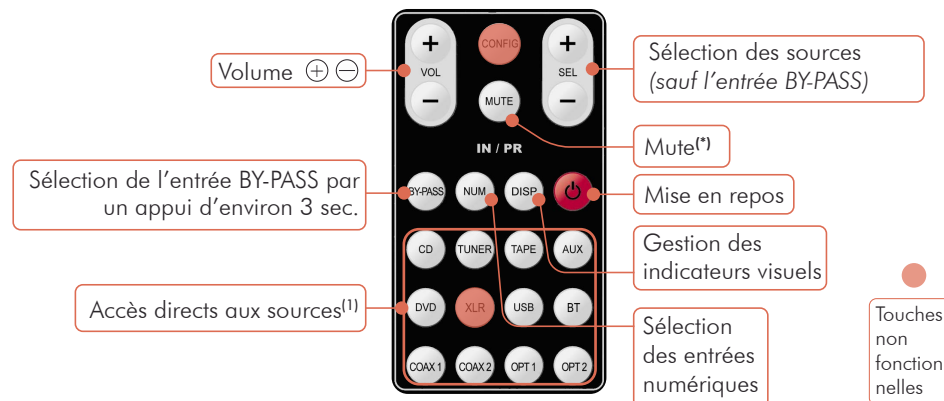 Volume ⊕ ⊖
Sélection de l'entrée BY-PASS par
un appui d'environ 3 sec.
Accès directs aux sources(1)
+ CONFIG +
VOL SEL
− MUTE −
IN / PR
BY-PASS NUM DISP
CD TUNER TAPE AUX
DVD XLR USB BT
COAX 1 COAX 2 OPT 1 OPT 2
Sélection des sources
(sauf l'entrée BY-PASS)
Mute(*)
Mise en repos
Gestion des
indicateurs visuels
Sélection
des entrées
numériques
Touches
non
fonction
nelles